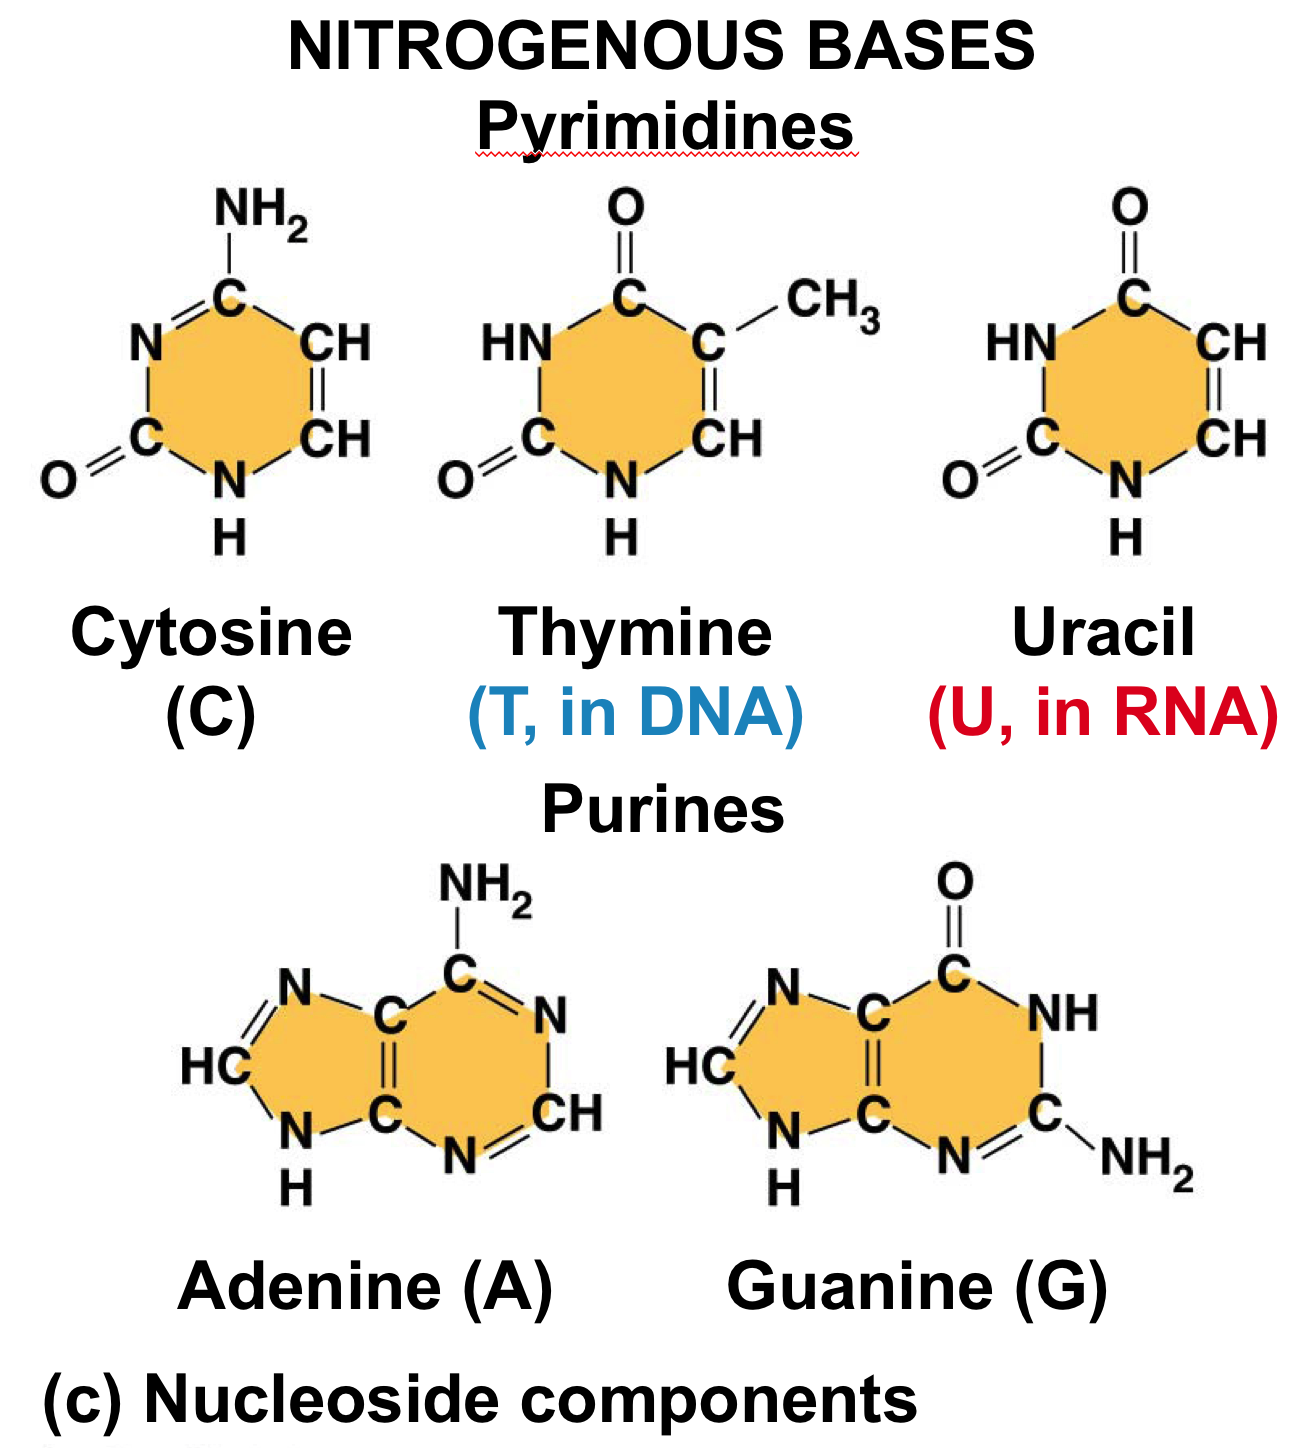 NITROGENOUS BASES
Pyrimidines
NH2
O
O
C
C
CH3
C
N
CH
HN
C
HN
CH
C
CH
C
CH
C
CH
O
N
O
N
O
N
H
H
H
Cytosine
Thymine
Uracil
(C)
(T, in DNA)
(U, in RNA)
Purines
NH2
O
C
C
N
C
N
N
C
NH
HC
HC
N
C
CH
N
C
C
N
N
NH2
H
H
Adenine (A)
Guanine (G)
(c) Nucleoside components